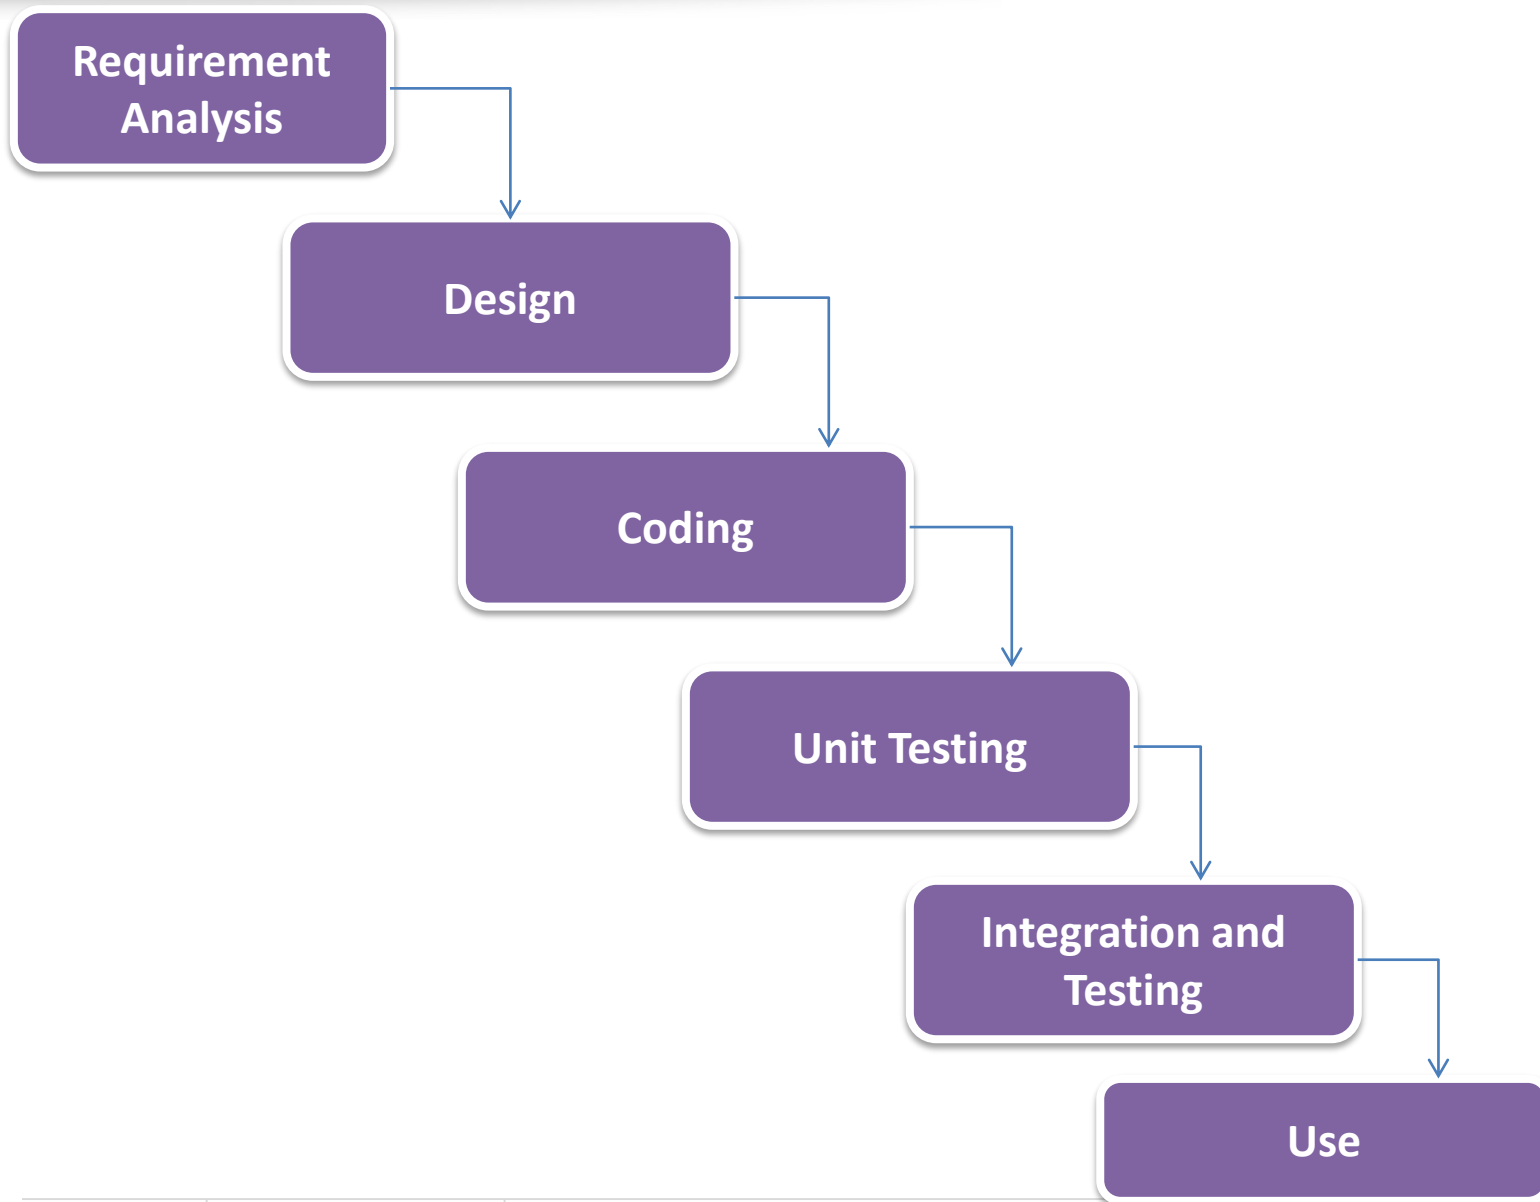 Requirement
Analysis
Design
Coding
Unit Testing
Integration and
Testing
Use